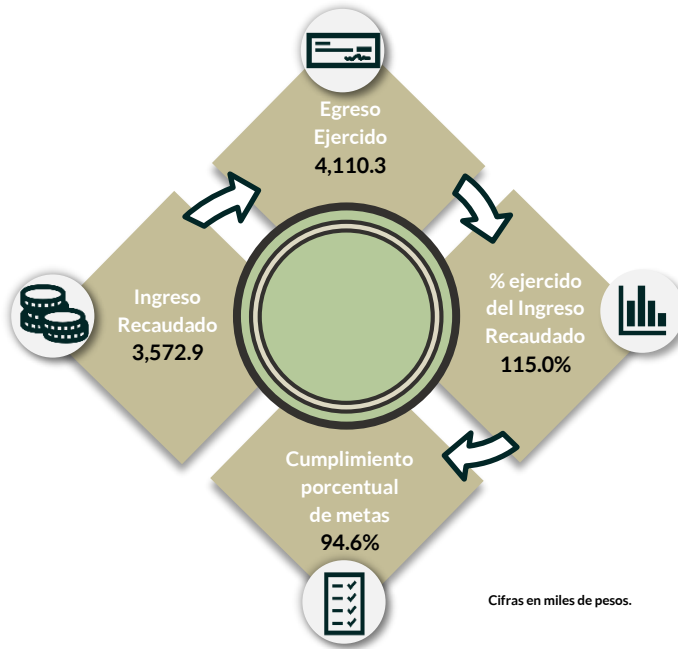 Egreso
Ejercido
4,110.3
Ingreso
Recaudado
3,572.9
% ejercido
del Ingreso
Recaudado
115.0%
Cumplimiento
porcentual
de metas
94.6%
Cifras en miles de pesos.